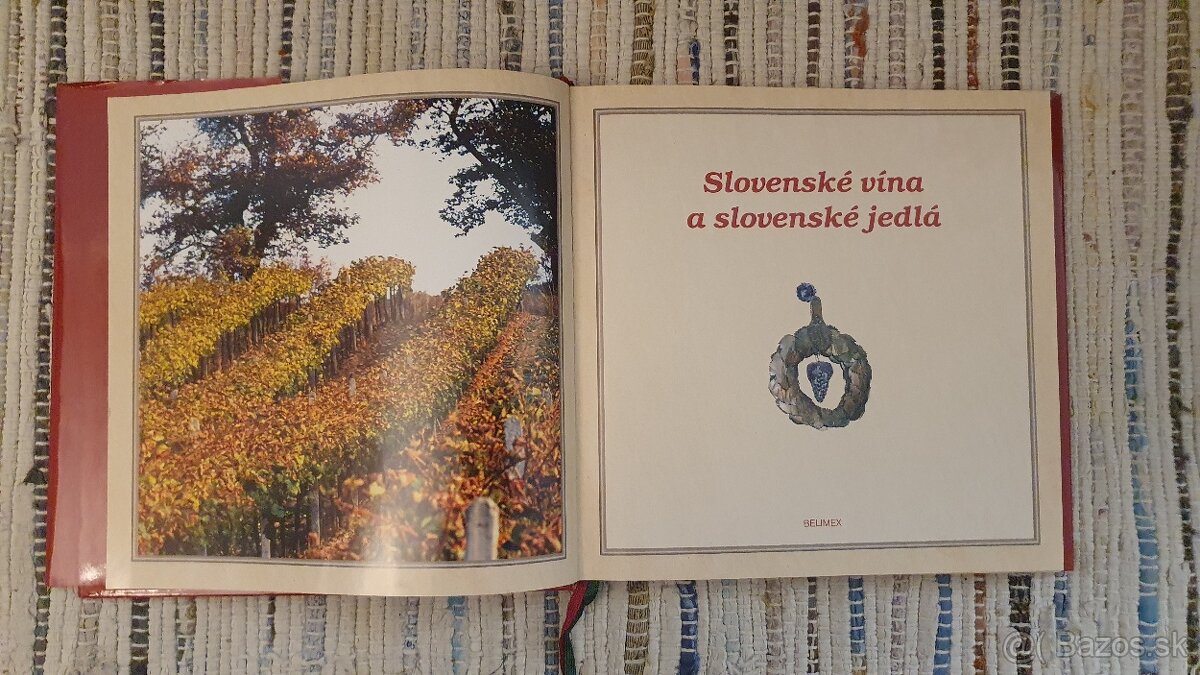 Slovenské vína
a slovenské jedlá
BELIMEX
Bazos.sk